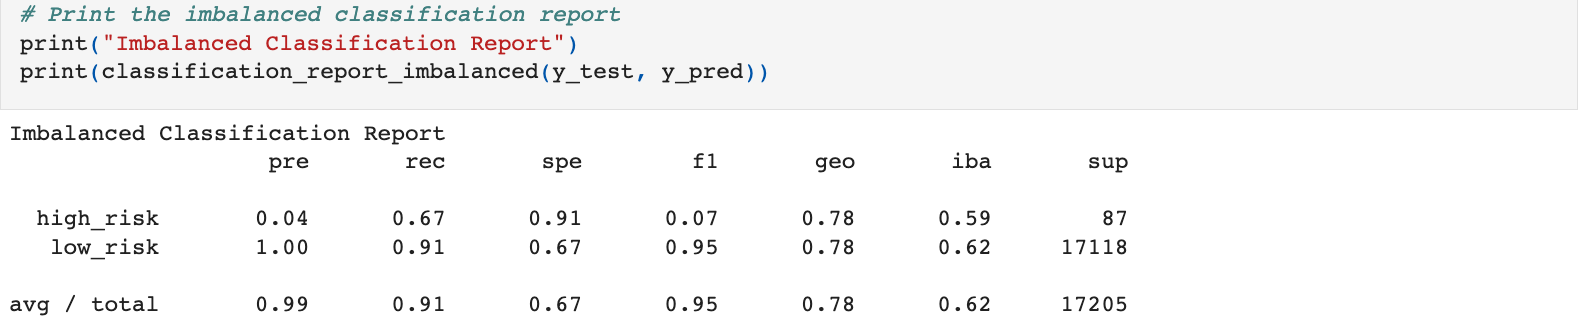 # Print the imbalanced classification report
print("Imbalanced Classification Report")
print(classification_report_imbalanced(y_test, y_pred))
Imbalanced Classification Report
pre rec spe f1 geo iba sup
high_risk 0.04 0.67 0.91 0.07 0.78 0.59 87
low_risk 1.00 0.91 0.67 0.95 0.78 0.62 17118
avg / total 0.99 0.91 0.67 0.95 0.78 0.62 17205